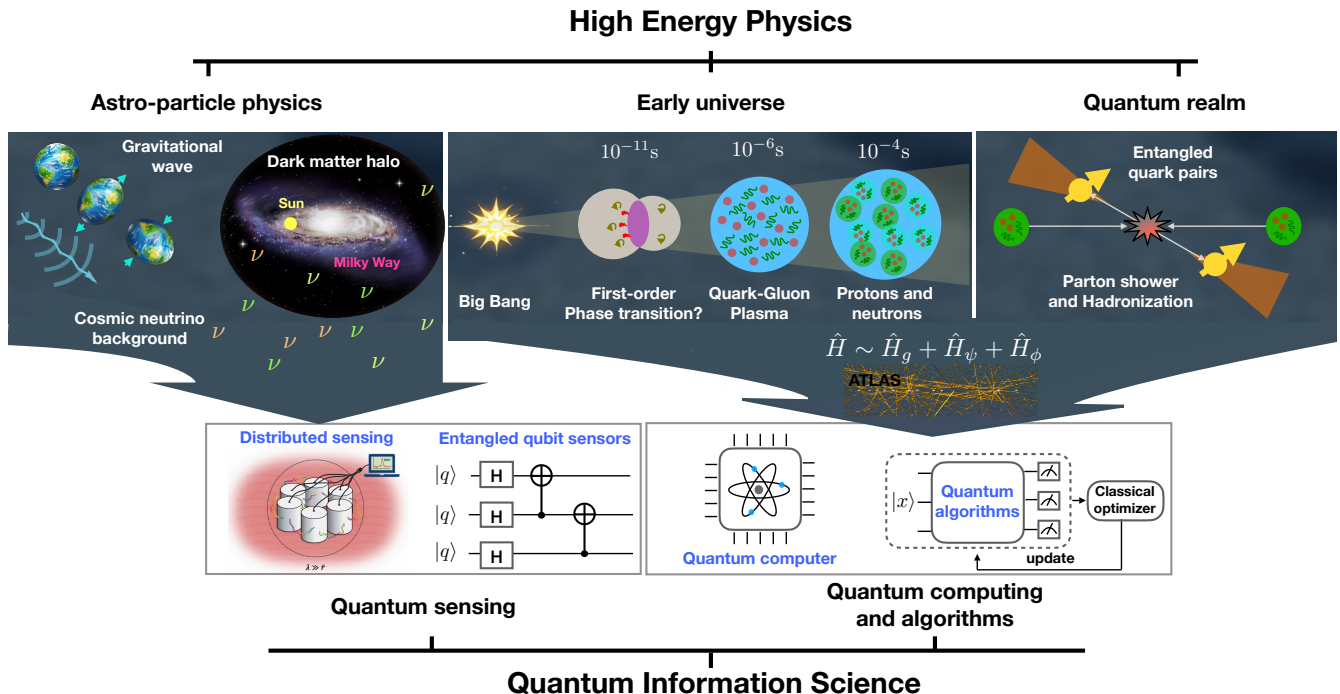 High Energy Physics
Astro-particle physics
Early universe
Quantum realm
Gravitational
wave
Dark matter halo
Sun
Milky Way
ν
ν
ν
ν
ν
ν
ν
ν
ν
ν
ν
Cosmic neutrino
background
10⁻¹¹s
10⁻⁶s
10⁻⁴s
Big Bang
First-order
Phase transition?
Quark-Gluon
Plasma
Protons and
neutrons
Entangled
quark pairs
Parton shower
and Hadronization
Ĥ ∼ Ĥ_g + Ĥ_ψ + Ĥ_ϕ
ATLAS
Distributed sensing
λ ≫ r
Entangled qubit sensors
|q⟩ H
|q⟩ H
|q⟩ H
Quantum computer
|x⟩
Quantum
algorithms
Classical
optimizer
update
Quantum sensing
Quantum computing
and algorithms
Quantum Information Science